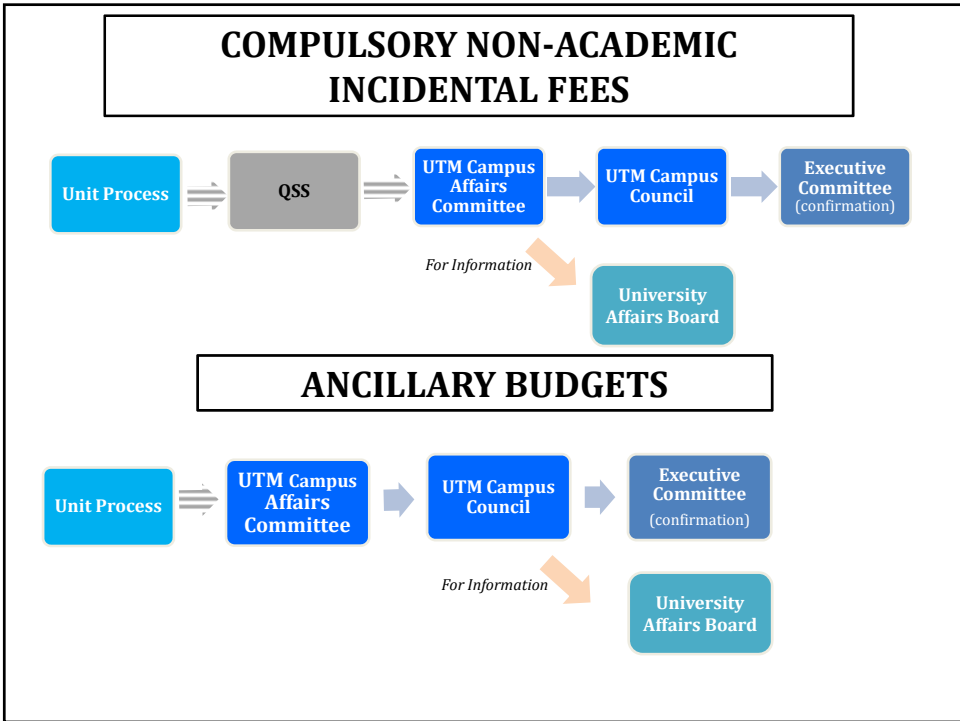 COMPULSORY NON-ACADEMIC
INCIDENTAL FEES
Unit Process
QSS
UTM Campus
Affairs
Committee
UTM Campus
Council
Executive
Committee
(confirmation)
For Information
University
Affairs Board
ANCILLARY BUDGETS
Unit Process
UTM Campus
Affairs
Committee
UTM Campus
Council
Executive
Committee
(confirmation)
For Information
University
Affairs Board